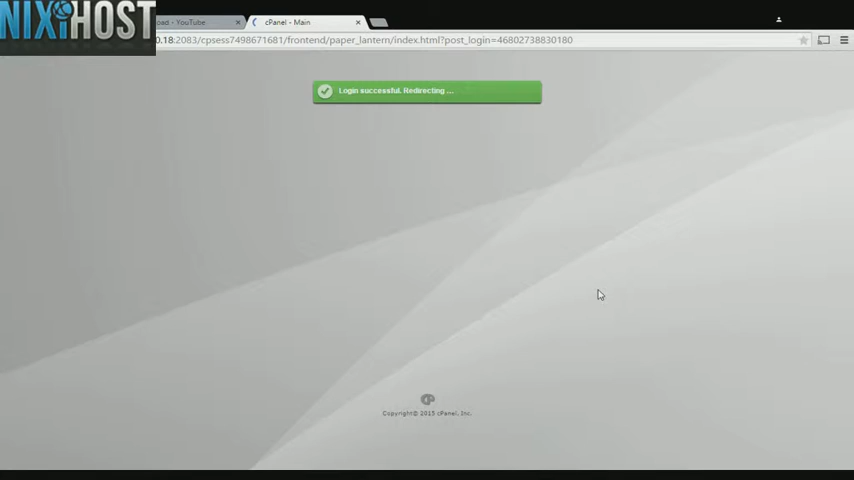 NIXIHOST
oad - YouTube
cPanel - Main
0.18:2083/cpsess7498671681/frontend/paper_lantern/index.html?post_login=46802738830180
Login successful. Redirecting ...
Copyright© 2015 cPanel, Inc.